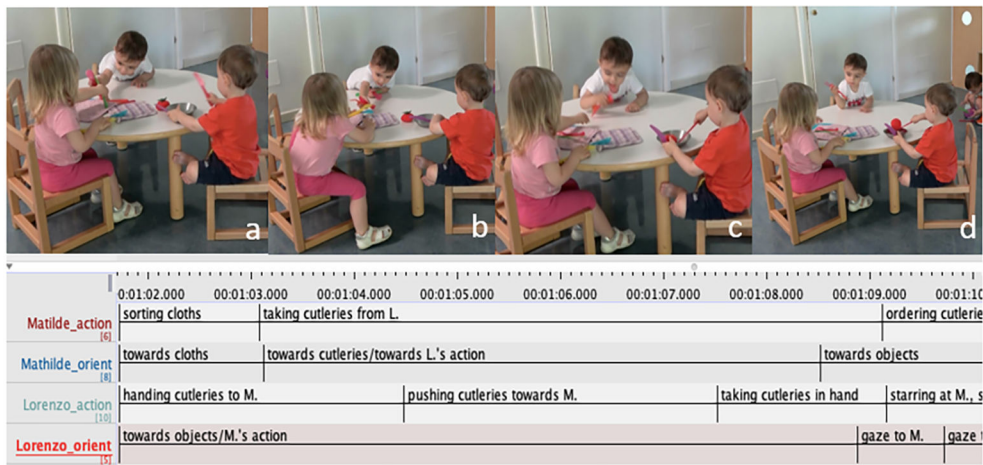 a
b
c
d
0:01:02.000 00:01:03.000 00:01:04.000 00:01:05.000 00:01:06.000 00:01:07.000 00:01:08.000 00:01:09.000 00:01:10
Matilde_action [6] sorting cloths taking cutleries from L. ordering cutlerie
Mathilde_orient [8] towards cloths towards cutleries/towards L.'s action towards objects
Lorenzo_action [10] handing cutleries to M. pushing cutleries towards M. taking cutleries in hand starring at M., s
Lorenzo_orient [5] towards objects/M.'s action gaze to M. gaze t